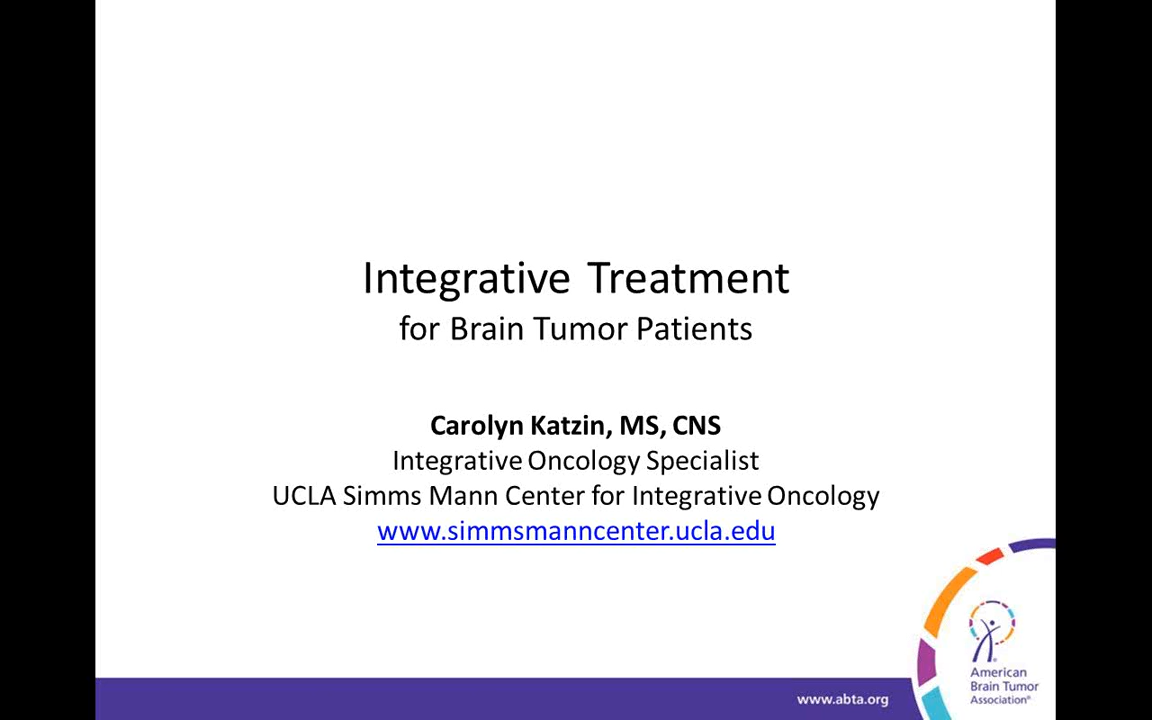 Integrative Treatment
for Brain Tumor Patients
Carolyn Katzin, MS, CNS
Integrative Oncology Specialist
UCLA Simms Mann Center for Integrative Oncology
www.simmsmanncenter.ucla.edu
American
Brain Tumor
Association®
www.abta.org